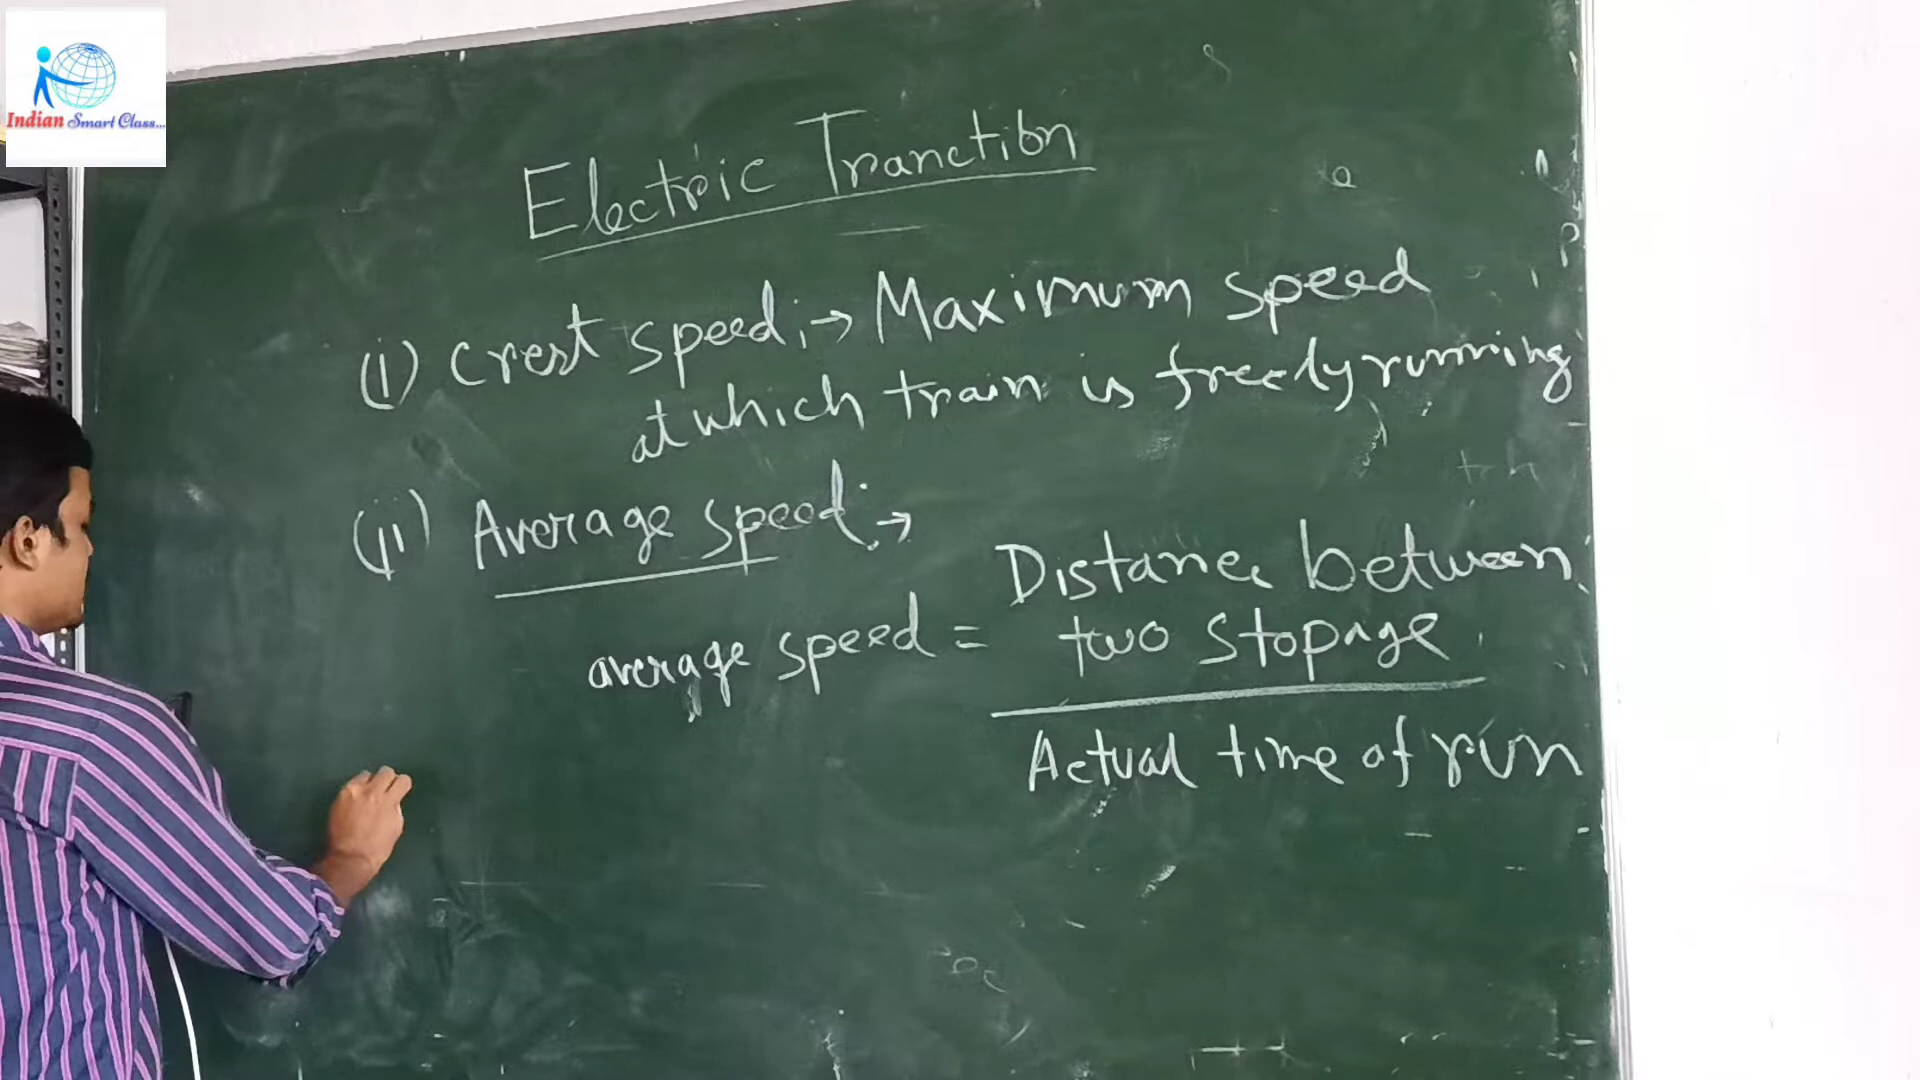 Indian Smart Class...
Electric Tranction
(I) Crest speed :→ Maximum speed
at which train is freely running
(II) Average speed :→
average speed = Distance between
two stopage
Actual time of run